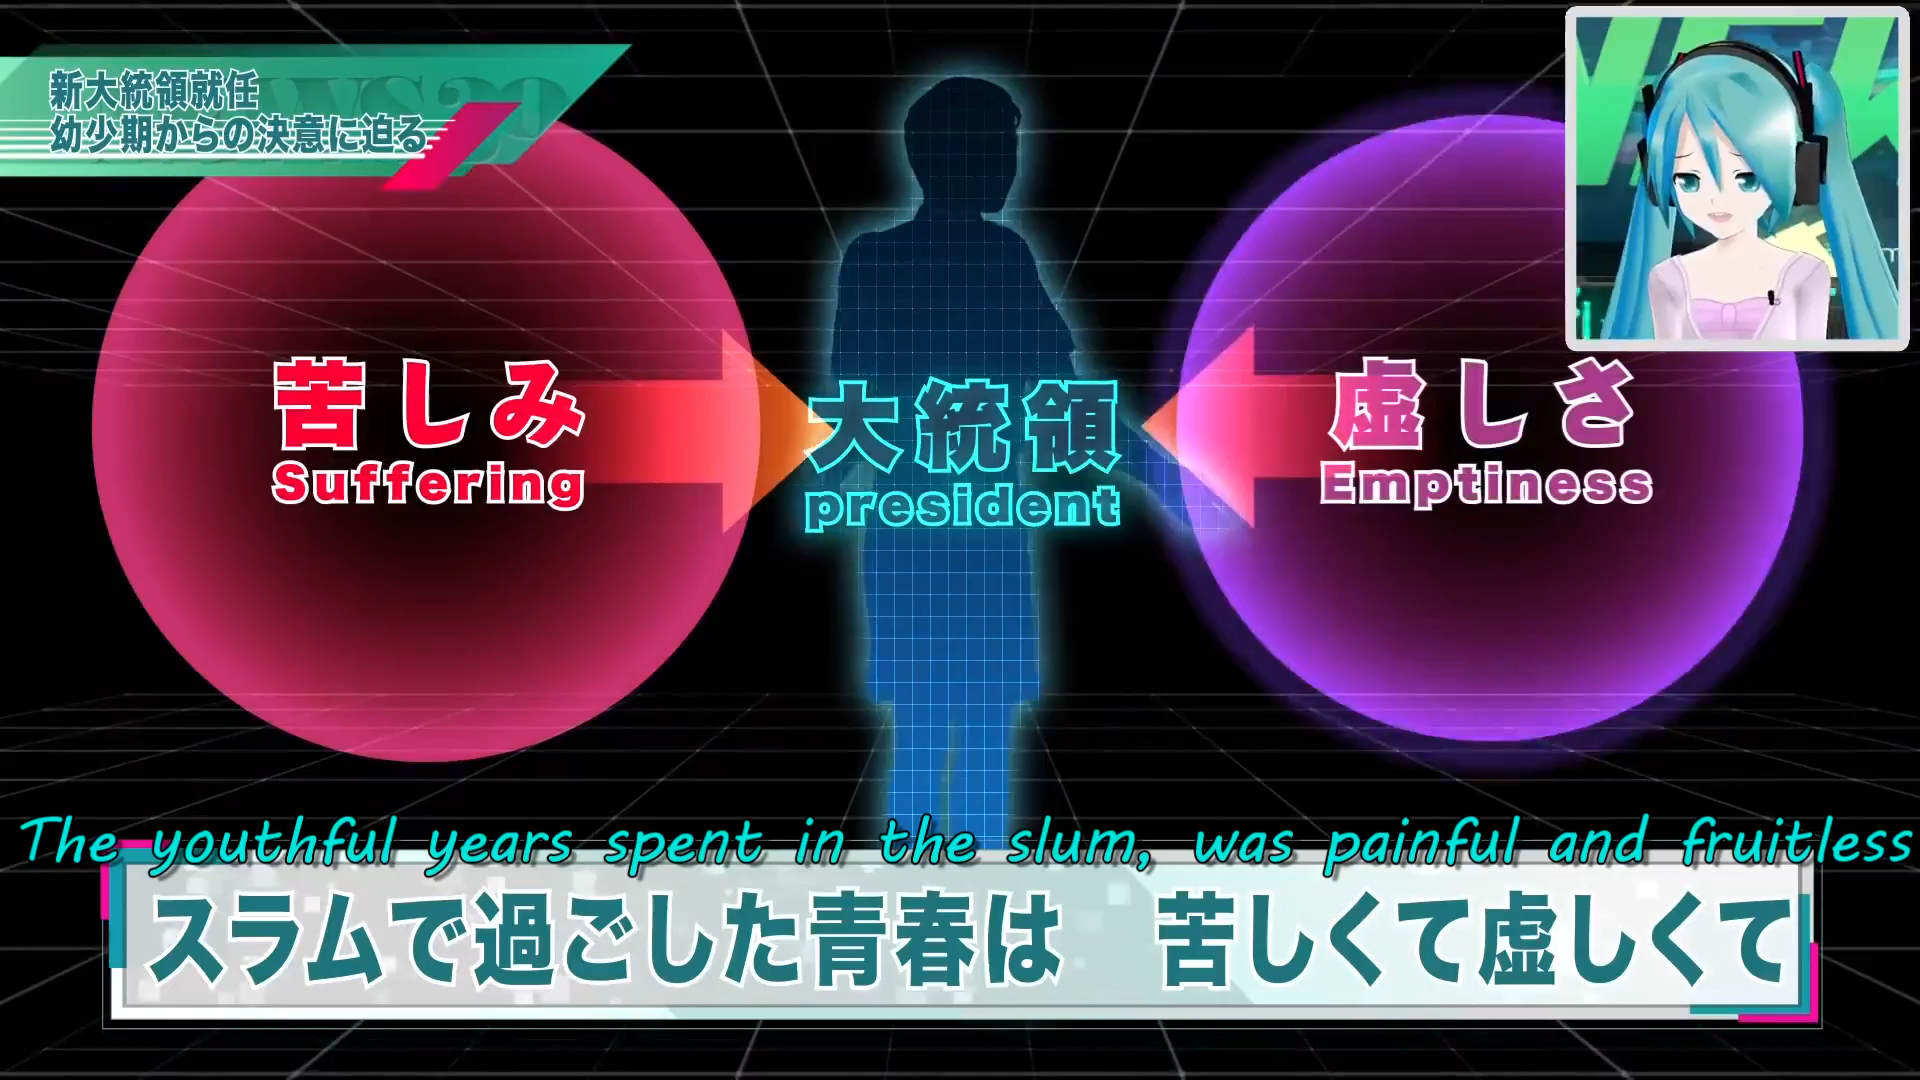 新大統領就任
幼少期からの決意に迫る
苦しみ
Suffering
大統領
president
虚しさ
Emptiness
The youthful years spent in the slum, was painful and fruitless
スラムで過ごした青春は　苦しくて虚しくて